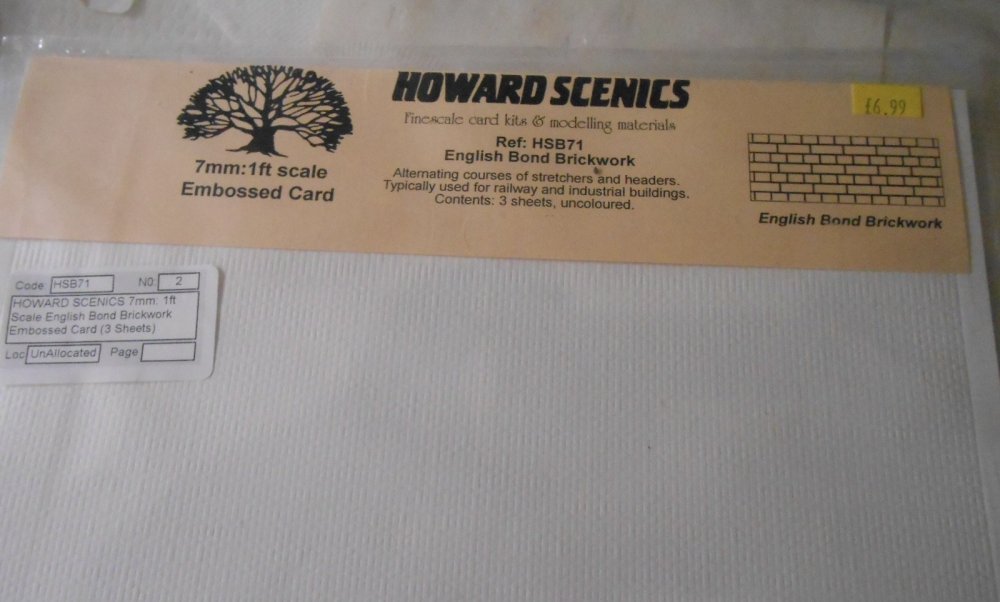 HOWARD SCENICS
Finescale card kits & modelling materials
£6.99
7mm:1ft scale
Embossed Card
Ref: HSB71
English Bond Brickwork
Alternating courses of stretchers and headers.
Typically used for railway and industrial buildings.
Contents: 3 sheets, uncoloured.
English Bond Brickwork
Code HSB71 N0: 2
HOWARD SCENICS 7mm: 1ft
Scale English Bond Brickwork
Embossed Card (3 Sheets)
Loc UnAllocated Page